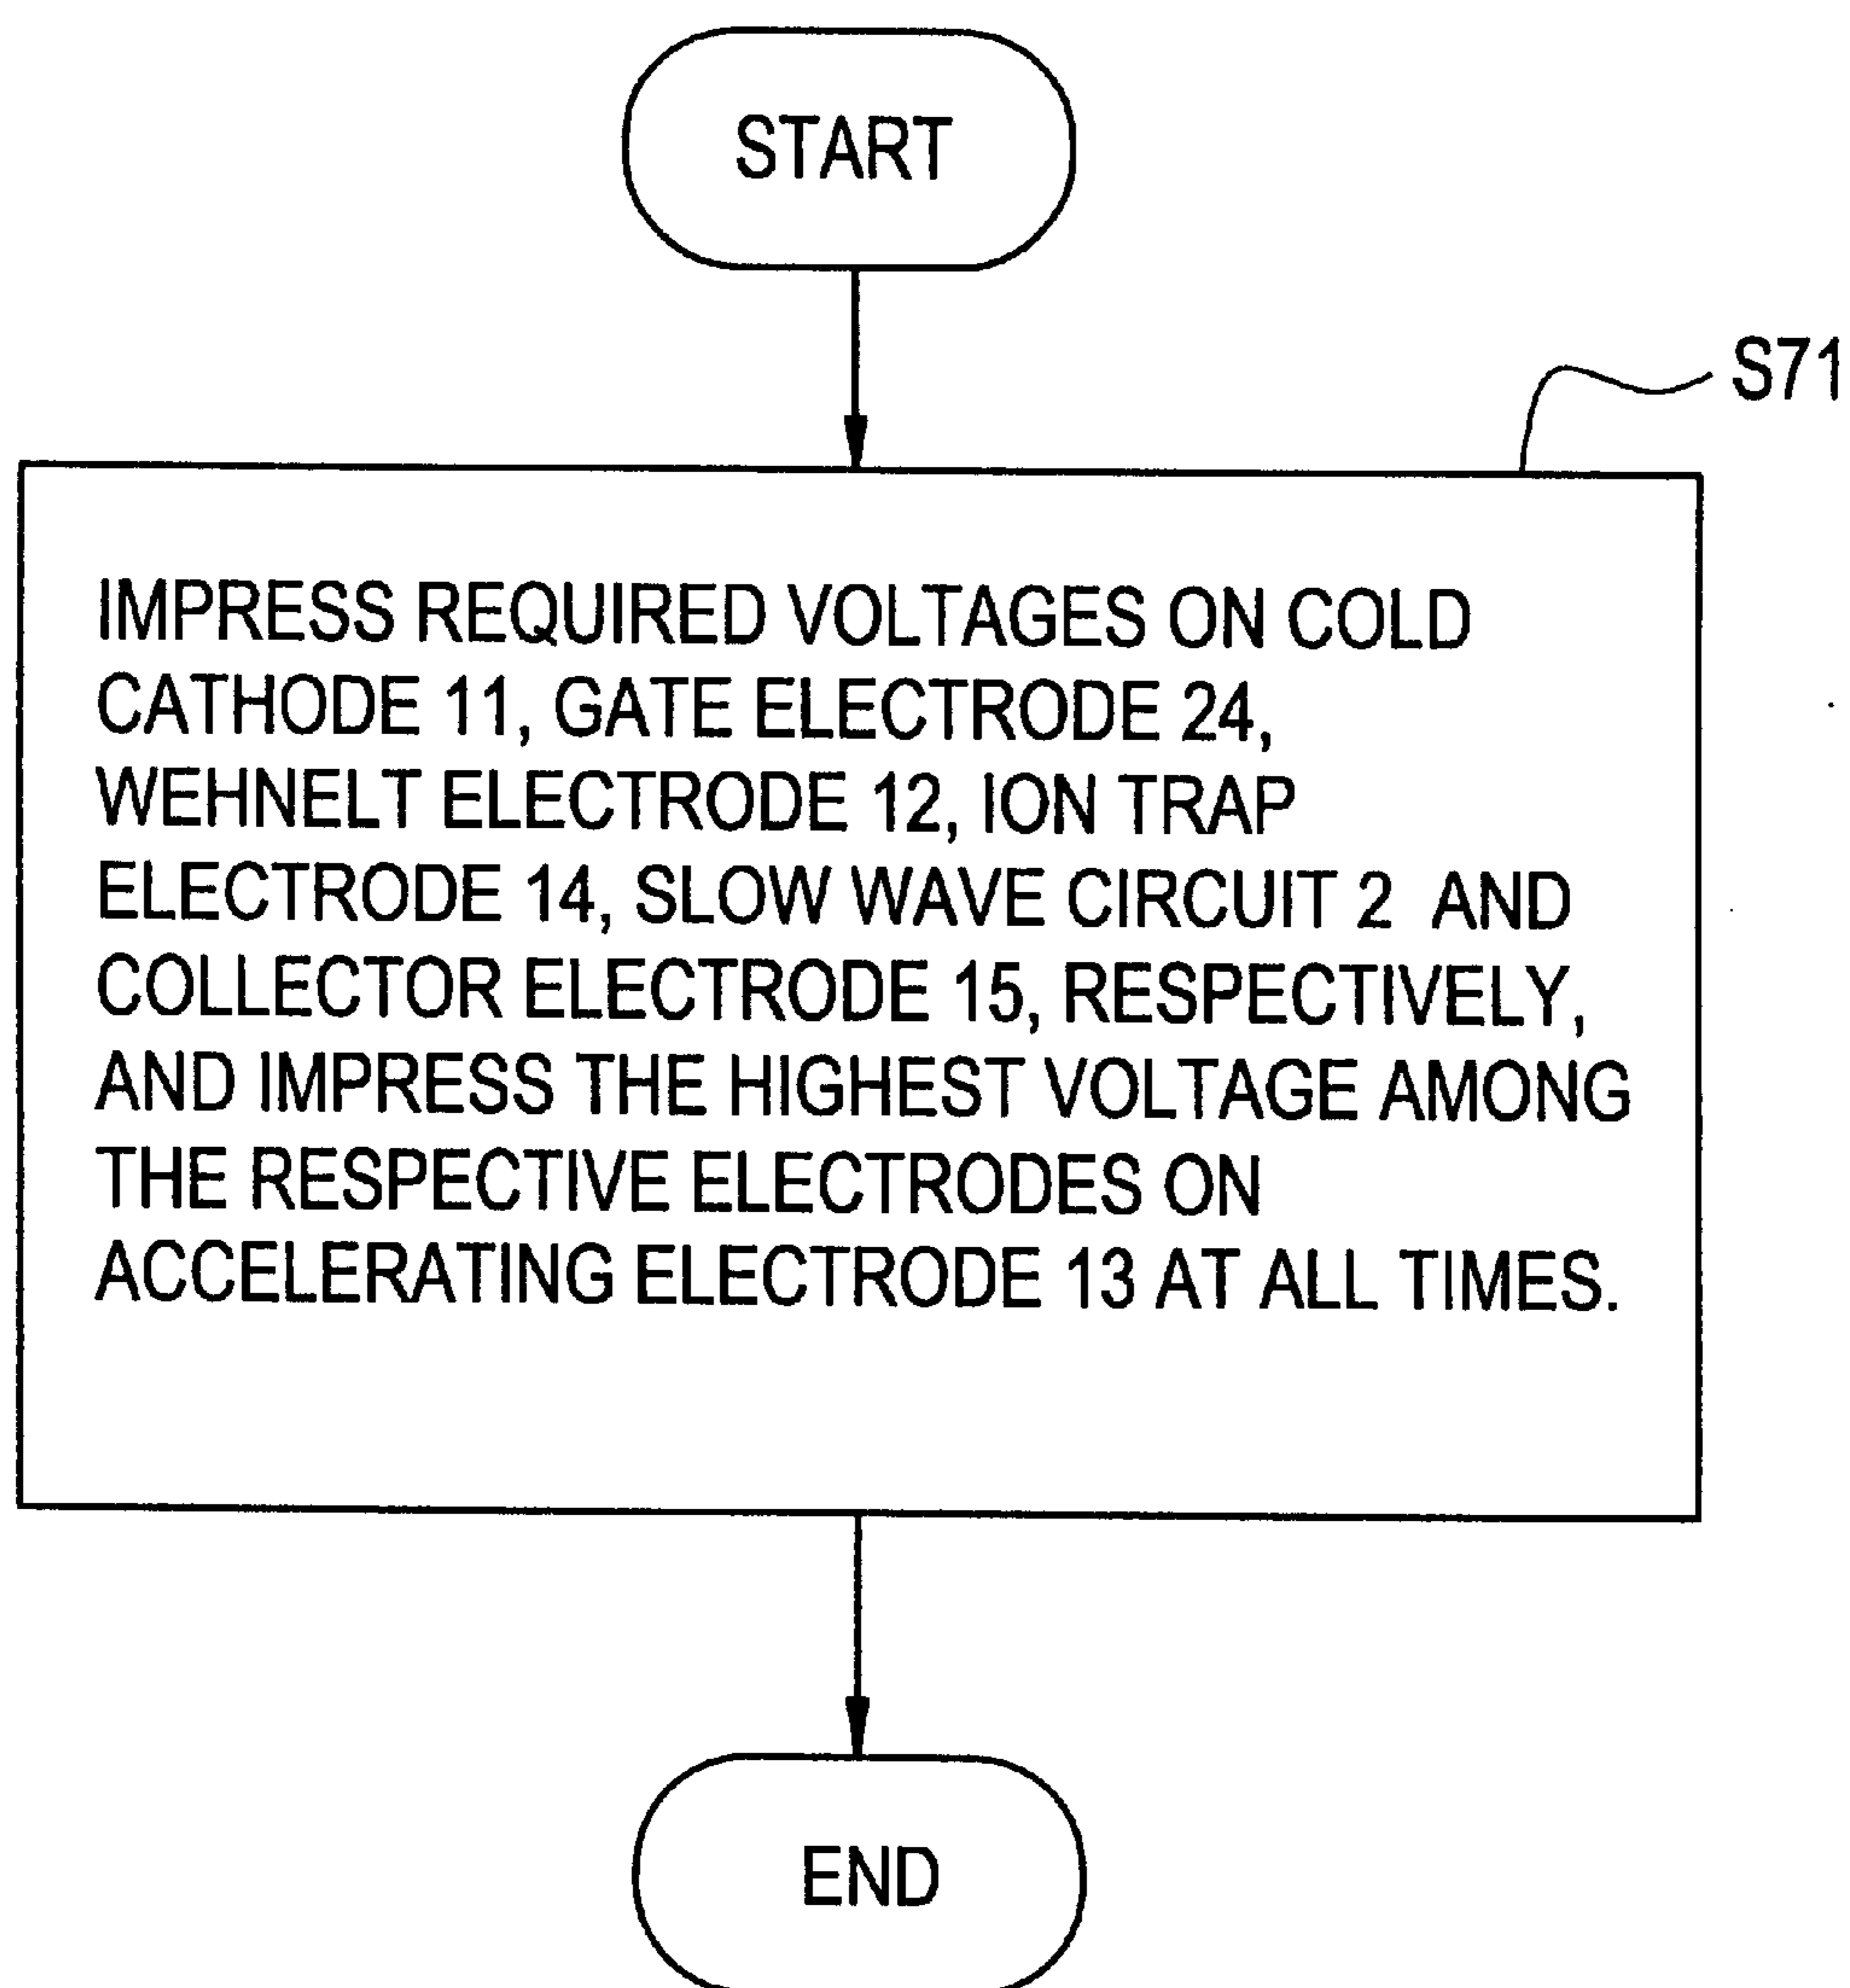 START
S71
IMPRESS REQUIRED VOLTAGES ON COLD
CATHODE 11, GATE ELECTRODE 24,
WEHNELT ELECTRODE 12, ION TRAP
ELECTRODE 14, SLOW WAVE CIRCUIT 2 AND
COLLECTOR ELECTRODE 15, RESPECTIVELY,
AND IMPRESS THE HIGHEST VOLTAGE AMONG
THE RESPECTIVE ELECTRODES ON
ACCELERATING ELECTRODE 13 AT ALL TIMES.
END